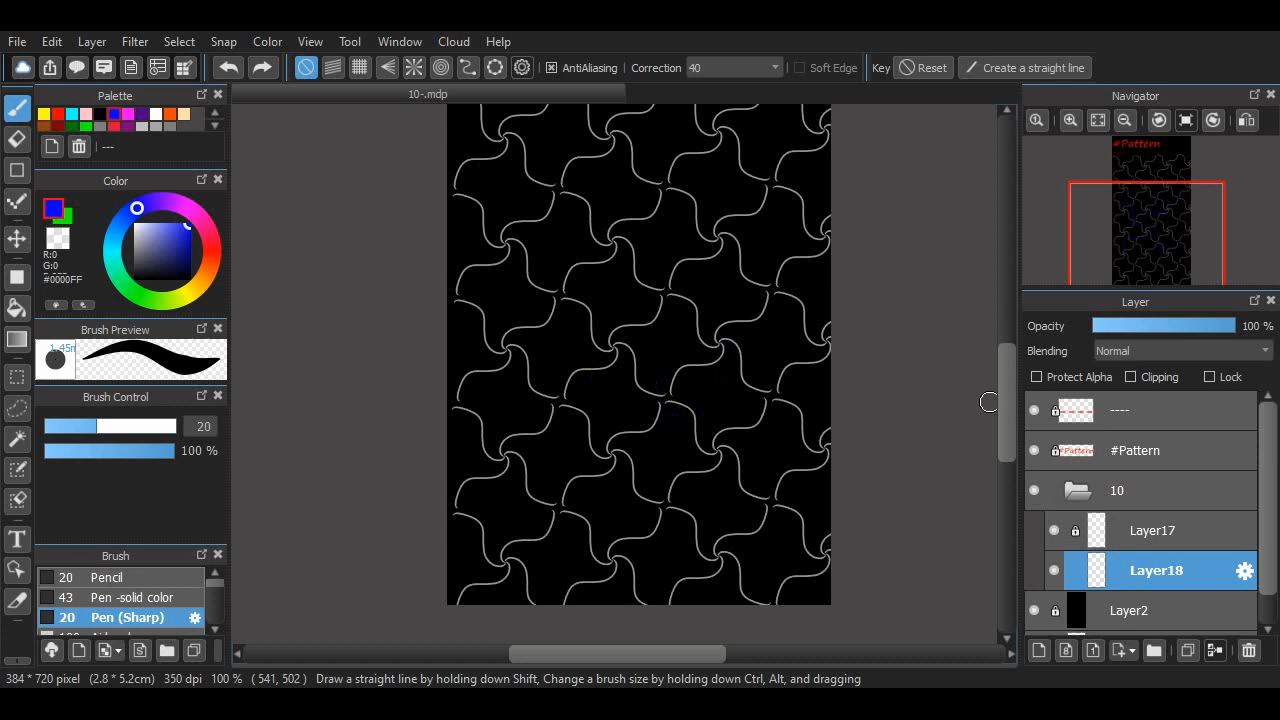 File Edit Layer Filter Select Snap Color View Tool Window Cloud Help
AntiAliasing Correction 40 Soft Edge Key Reset Create a straight line
Palette
10-.mdp
Navigator
---
#Pattern
Color
R:0
G:0
#0000FF
Layer
Brush Preview
Opacity 100 %
Blending Normal
Protect Alpha Clipping Lock
Brush Control
20
100 %
----
#Pattern #Pattern
10
Layer17
Layer18
Layer2
Brush
20 Pencil
43 Pen -solid color
20 Pen (Sharp)
384 * 720 pixel (2.8 * 5.2cm) 350 dpi 100 % ( 541, 502 ) Draw a straight line by holding down Shift, Change a brush size by holding down Ctrl, Alt, and dragging